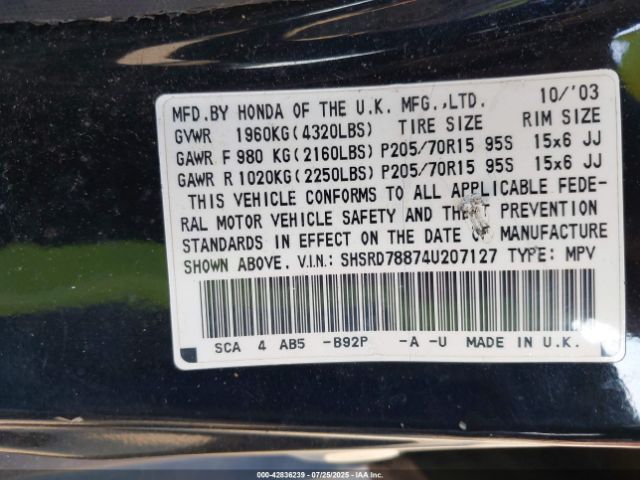 MFD.BY HONDA OF THE U.K. MFG.,LTD. 10/'03
GVWR 1960KG(4320LBS) TIRE SIZE RIM SIZE
GAWR F 980 KG(2160LBS) P205/70R15 95S 15x6 JJ
GAWR R 1020KG(2250LBS) P205/70R15 95S 15x6 JJ
THIS VEHICLE CONFORMS TO ALL APPLICABLE FEDE-
RAL MOTOR VEHICLE SAFETY AND THEFT PREVENTION
STANDARDS IN EFFECT ON THE DATE OF MANUFACTURE
SHOWN ABOVE. V.I.N: SHSRD78874U207127 TYPE: MPV
SCA 4 AB5 -B92P -A -U MADE IN U.K.
000-42836239 - 07/25/2025 - IAA Inc.